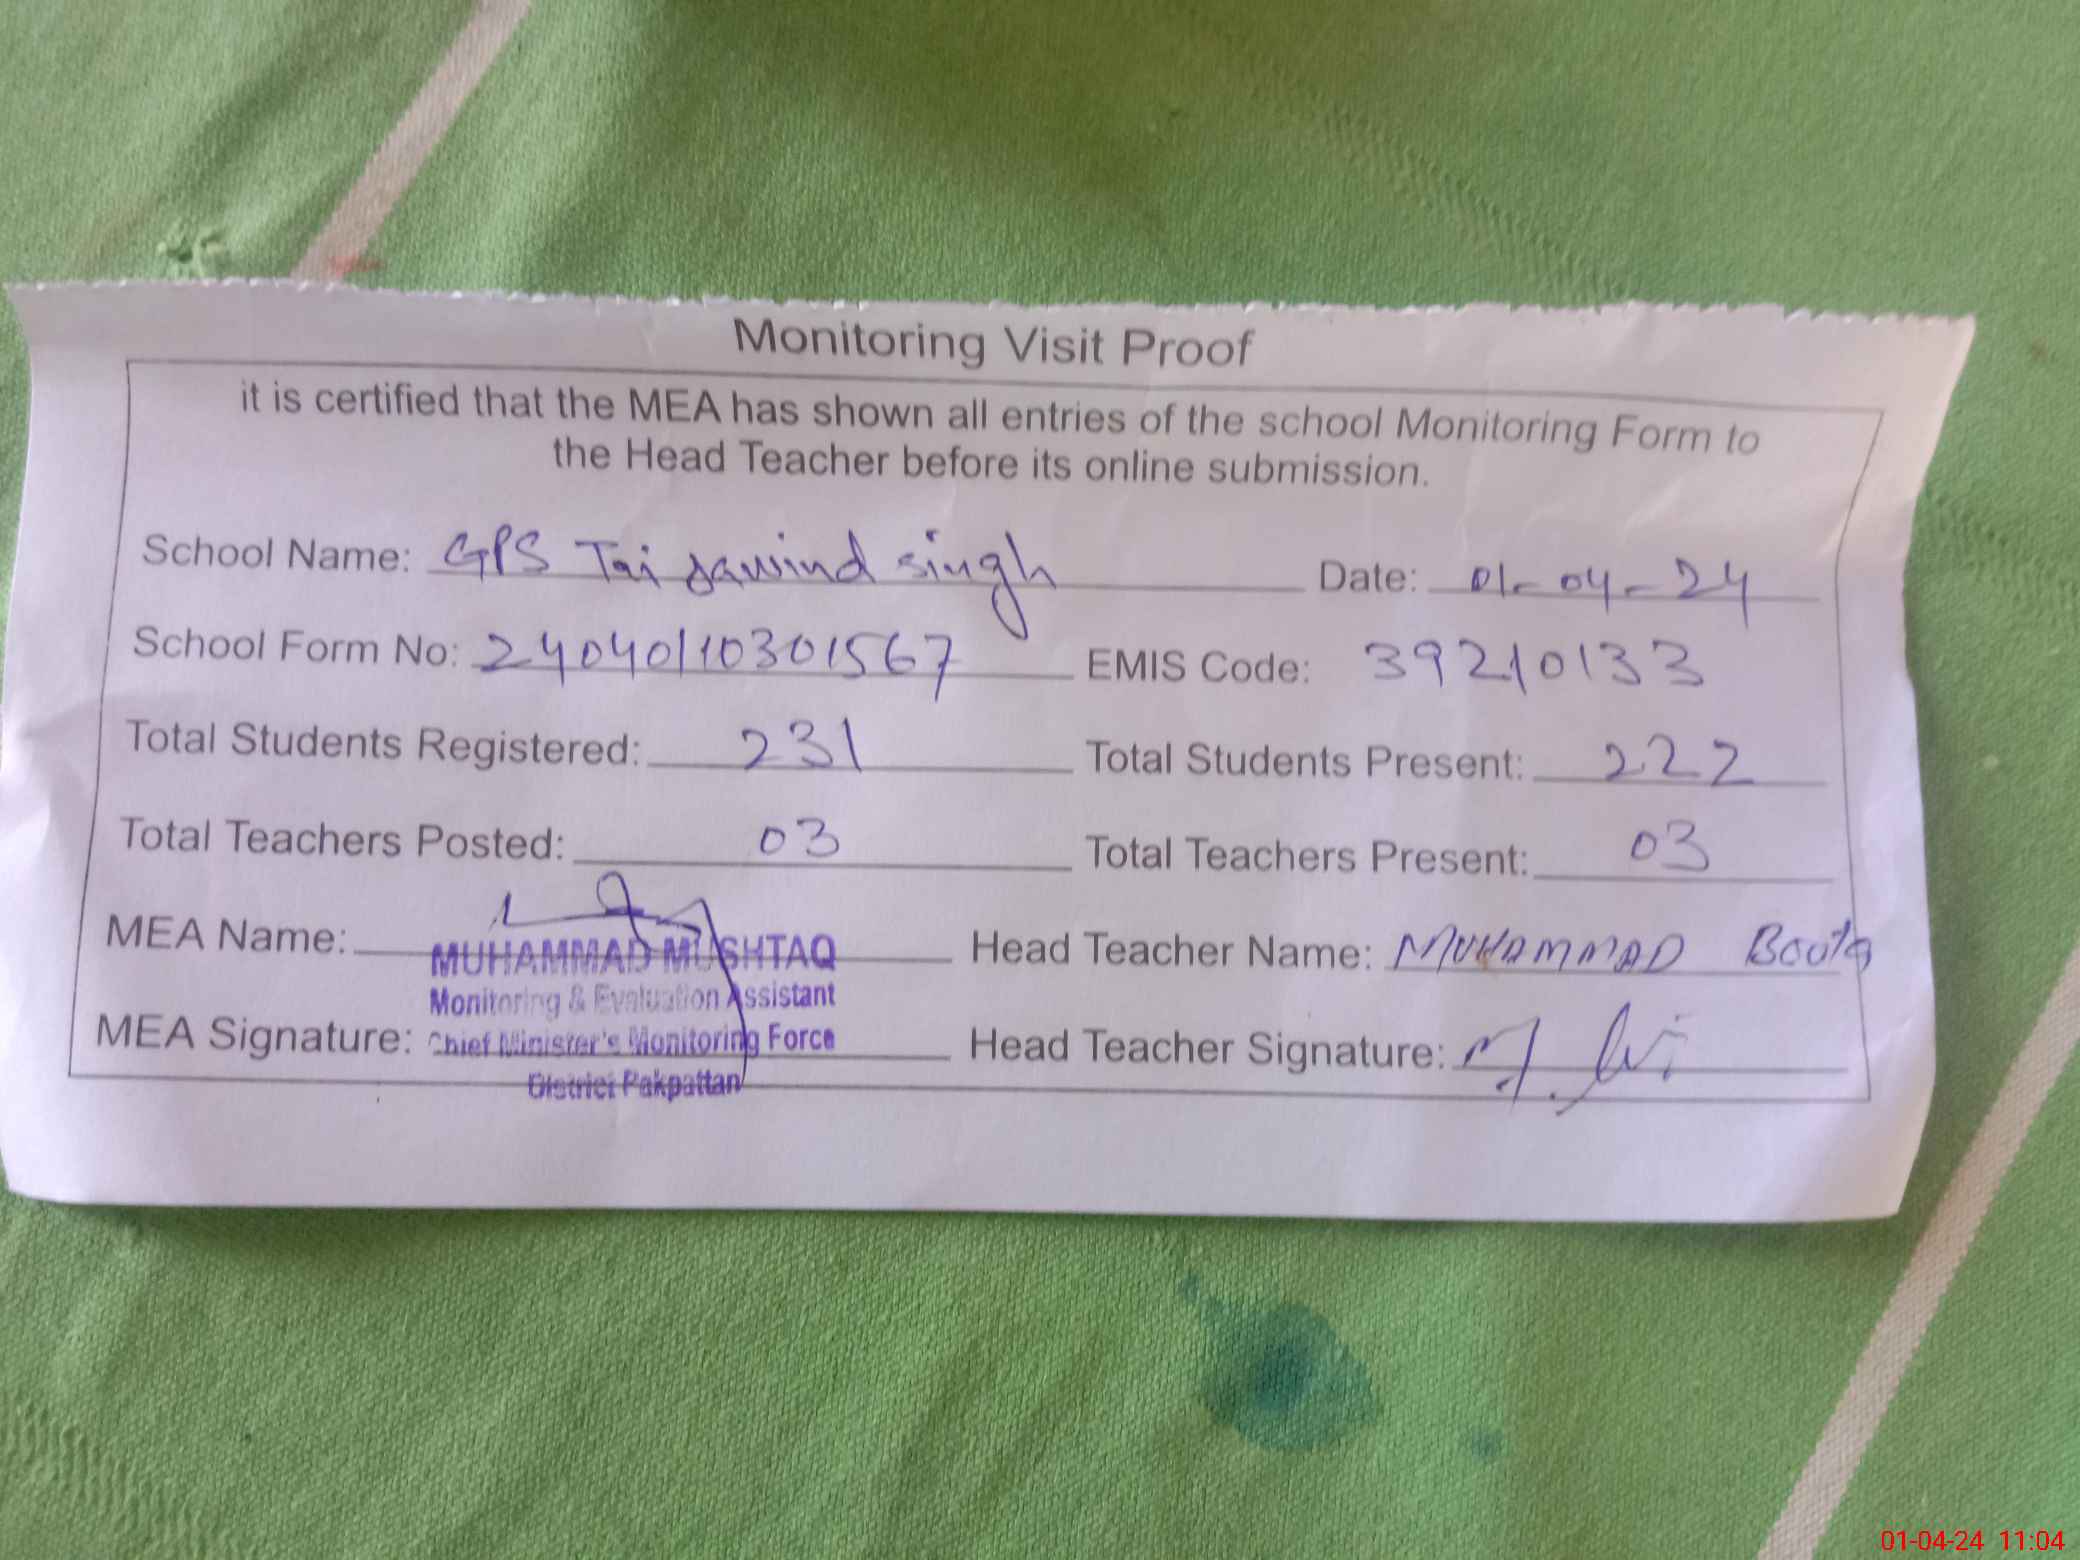 Monitoring Visit Proof
it is certified that the MEA has shown all entries of the school Monitoring Form to
the Head Teacher before its online submission.
School Name: GPS Tai singh Date: 01-04-24
School Form No: 24040110301567 EMIS Code: 39210133
Total Students Registered: 231 Total Students Present: 222
Total Teachers Posted: 03 Total Teachers Present: 03
MEA Name: MUHAMMAD MUSHTAQ Head Teacher Name: MUHAMMAD Boota
Monitoring & Evaluation Assistant
MEA Signature: Chief Minister's Monitoring Force Head Teacher Signature:
District Pakpattan
01-04-24 11:04